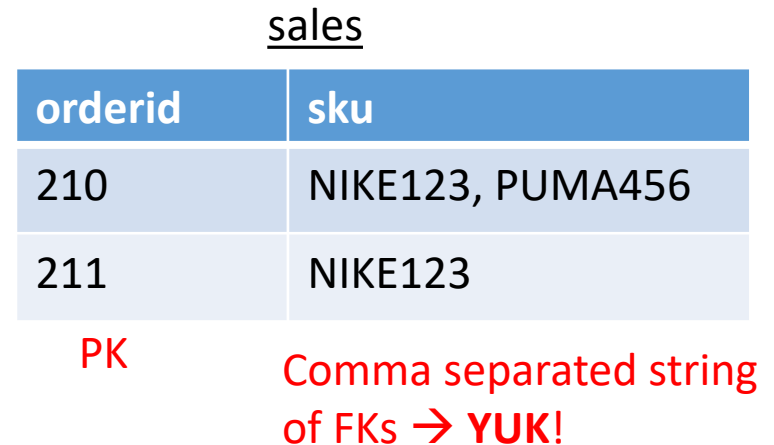 sales
orderid sku
210 NIKE123, PUMA456
211 NIKE123
PK
Comma separated string
of FKs → YUK!